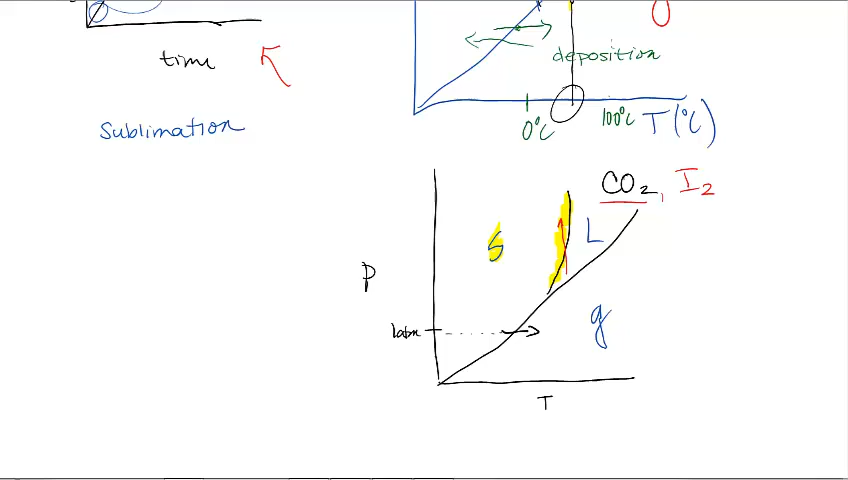 time
deposition
0°C
100°C
T (°C)
Sublimation
CO2, I2
S
L
P
1atm
g
T